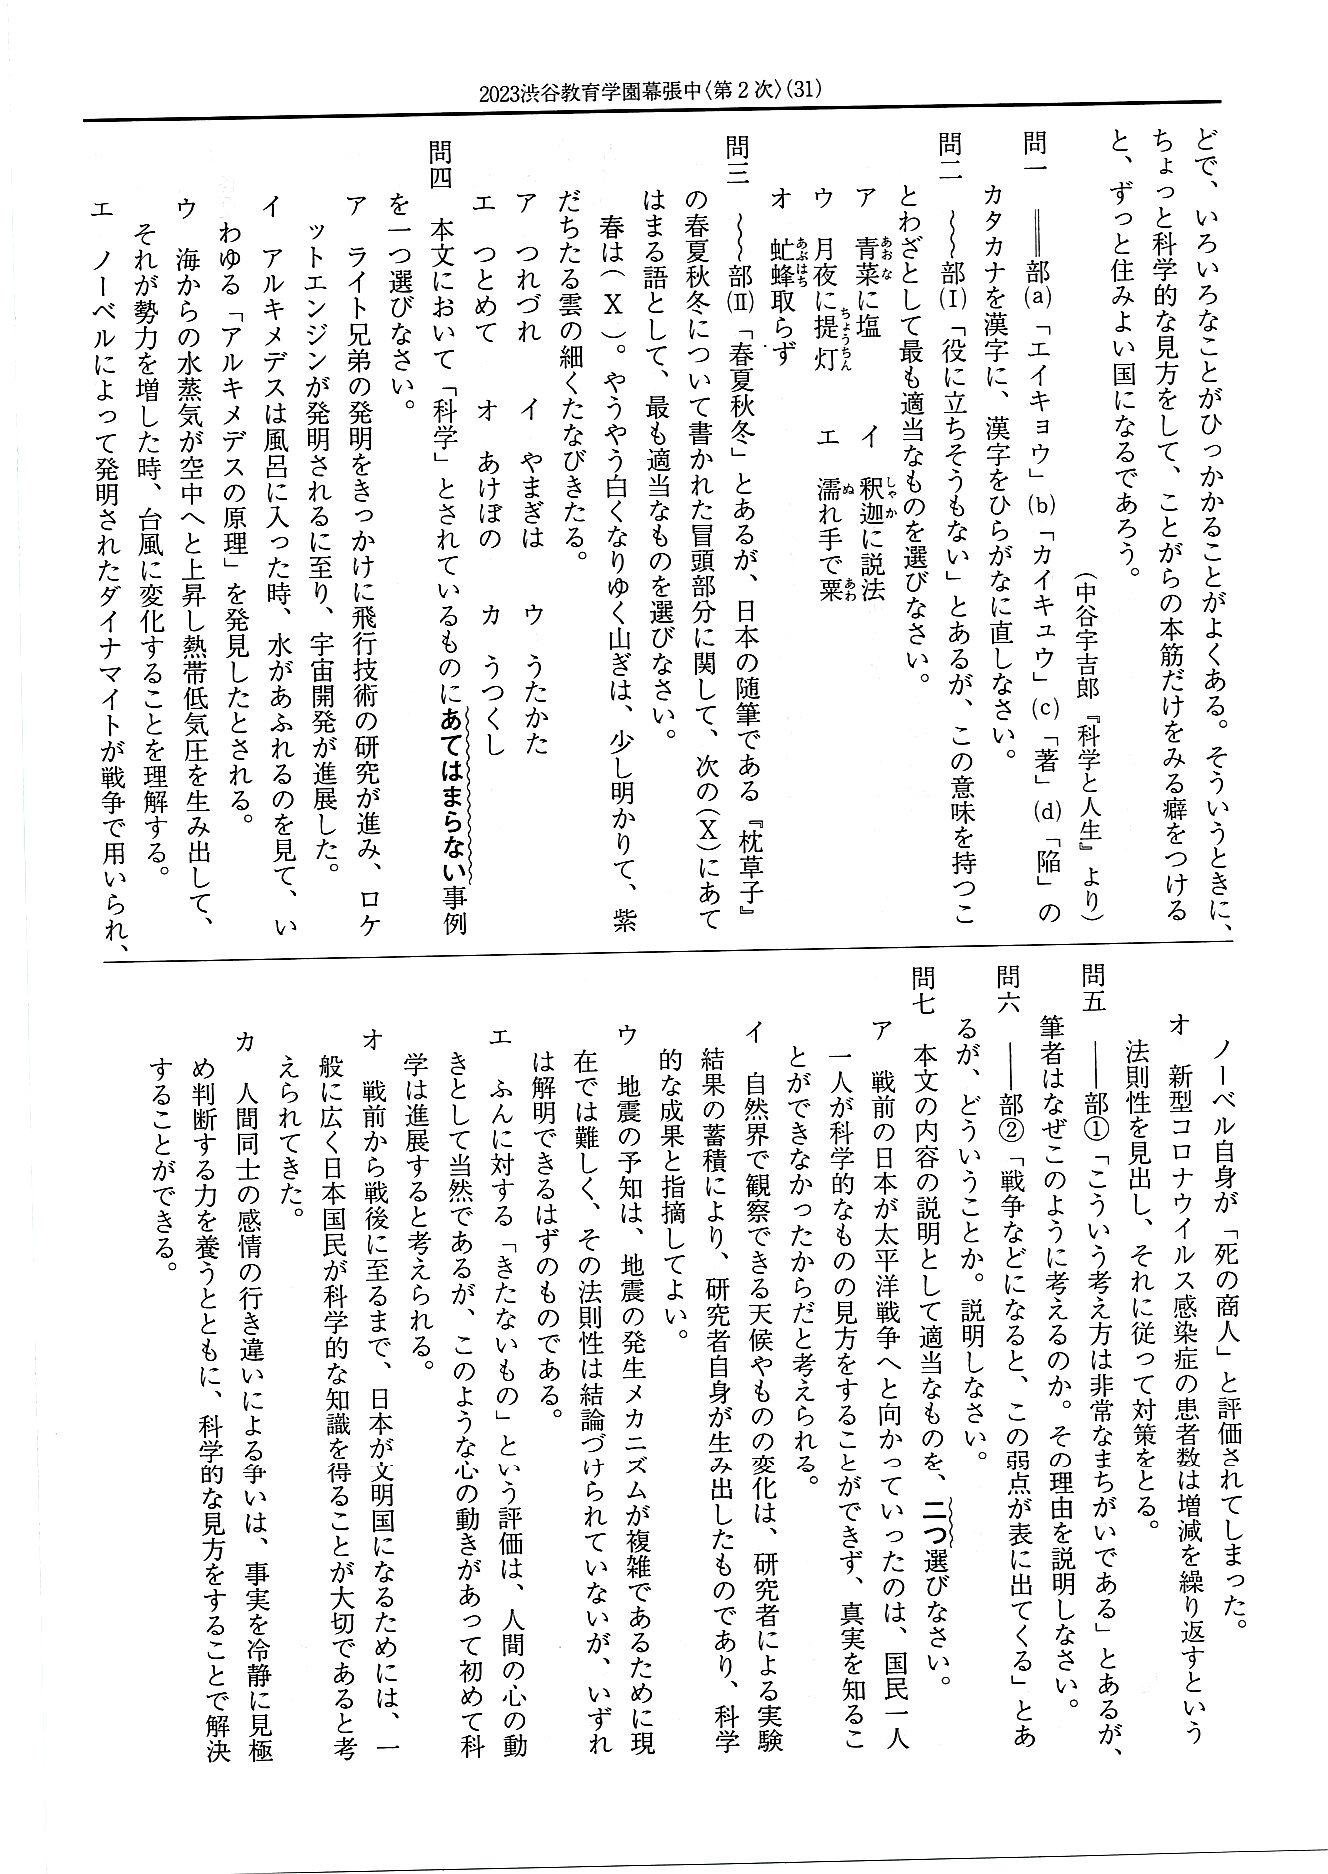 2023渋谷教育学園幕張中〈第2次〉(31)
どで、いろいろなことがひっかかることがよくある。そういうときに、
ちょっと科学的な見方をして、ことがらの本筋だけをみる癖をつける
と、ずっと住みよい国になるであろう。
（中谷宇吉郎『科学と人生』より）
問一 ══部(a)「エイキョウ」(b)「カイキュウ」(c)「著」(d)「陥」の
カタカナを漢字に、漢字をひらがなに直しなさい。
問二 〜〜部(Ⅰ)「役に立ちそうもない」とあるが、この意味を持つこ
とわざとして最も適当なものを選びなさい。
ア 青菜に塩 イ 釈迦に説法
ウ 月夜に提灯 エ 濡れ手で粟
オ 虻蜂取らず
問三 〜〜部(Ⅱ)「春夏秋冬」とあるが、日本の随筆である『枕草子』
の春夏秋冬について書かれた冒頭部分に関して、次の(X)にあて
はまる語として、最も適当なものを選びなさい。
春は(X)。やうやう白くなりゆく山ぎは、少し明かりて、紫
だちたる雲の細くたなびきたる。
ア つれづれ イ やまぎは ウ うたかた
エ つとめて オ あけぼの カ うつくし
問四 本文において「科学」とされているものにあてはまらない事例
を一つ選びなさい。
ア ライト兄弟の発明をきっかけに飛行技術の研究が進み、ロケ
ットエンジンが発明されるに至り、宇宙開発が進展した。
イ アルキメデスは風呂に入った時、水があふれるのを見て、い
わゆる「アルキメデスの原理」を発見したとされる。
ウ 海からの水蒸気が空中へと上昇し熱帯低気圧を生み出して、
それが勢力を増した時、台風に変化することを理解する。
エ ノーベルによって発明されたダイナマイトが戦争で用いられ、
ノーベル自身が「死の商人」と評価されてしまった。
オ 新型コロナウイルス感染症の患者数は増減を繰り返すという
法則性を見出し、それに従って対策をとる。
問五 ――部①「こういう考え方は非常なまちがいである」とあるが、
筆者はなぜこのように考えるのか。その理由を説明しなさい。
問六 ――部②「戦争などになると、この弱点が表に出てくる」とあ
るが、どういうことか。説明しなさい。
問七 本文の内容の説明として適当なものを、二つ選びなさい。
ア 戦前の日本が太平洋戦争へと向かっていったのは、国民一人
一人が科学的なものの見方をすることができず、真実を知るこ
とができなかったからだと考えられる。
イ 自然界で観察できる天候やものの変化は、研究者による実験
結果の蓄積により、研究者自身が生み出したものであり、科学
的な成果と指摘してよい。
ウ 地震の予知は、地震の発生メカニズムが複雑であるために現
在では難しく、その法則性は結論づけられていないが、いずれ
は解明できるはずのものである。
エ ふんに対する「きたないもの」という評価は、人間の心の動
きとして当然であるが、このような心の動きがあって初めて科
学は進展すると考えられる。
オ 戦前から戦後に至るまで、日本が文明国になるためには、一
般に広く日本国民が科学的な知識を得ることが大切であると考
えられてきた。
カ 人間同士の感情の行き違いによる争いは、事実を冷静に見極
め判断する力を養うとともに、科学的な見方をすることで解決
することができる。